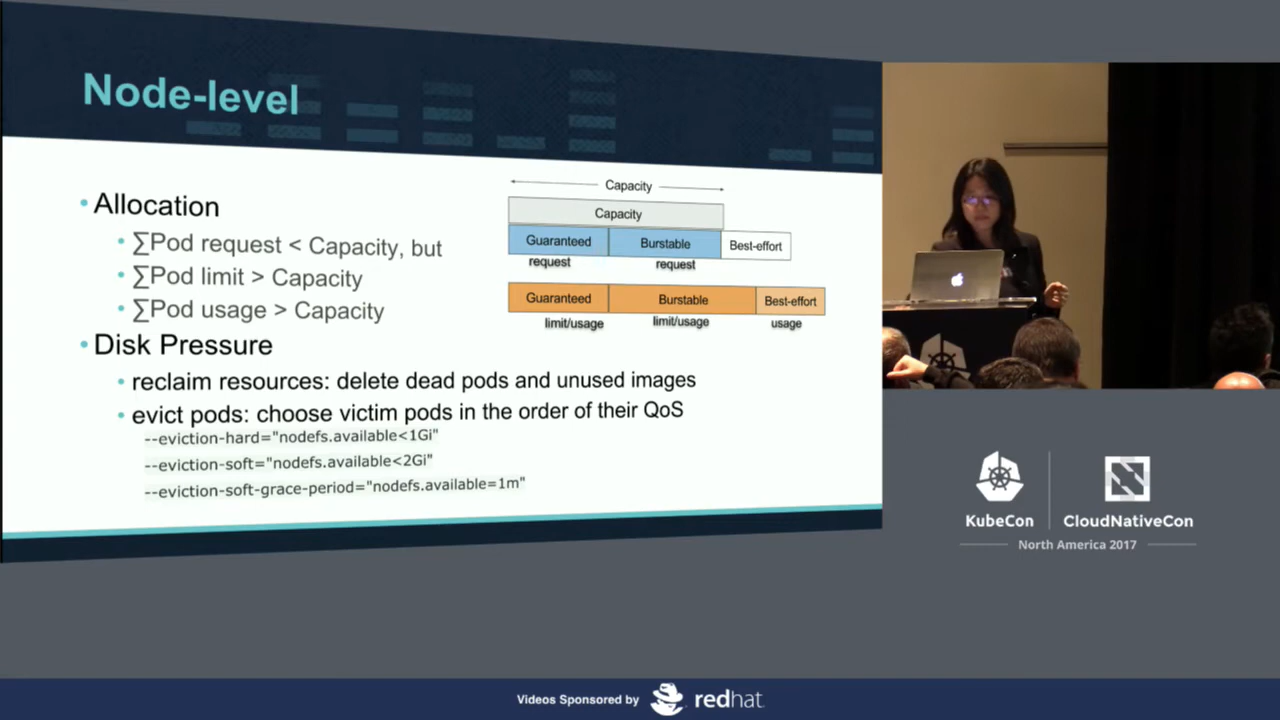 Node-level
• Allocation
• ∑Pod request < Capacity, but
• ∑Pod limit > Capacity
• ∑Pod usage > Capacity
• Disk Pressure
• reclaim resources: delete dead pods and unused images
• evict pods: choose victim pods in the order of their QoS
--eviction-hard="nodefs.available<1Gi"
--eviction-soft="nodefs.available<2Gi"
--eviction-soft-grace-period="nodefs.available=1m"
Capacity
Capacity
Guaranteed Burstable Best-effort
request request
Guaranteed Burstable Best-effort
limit/usage limit/usage usage
KubeCon CloudNativeCon
North America 2017
Videos Sponsored by redhat